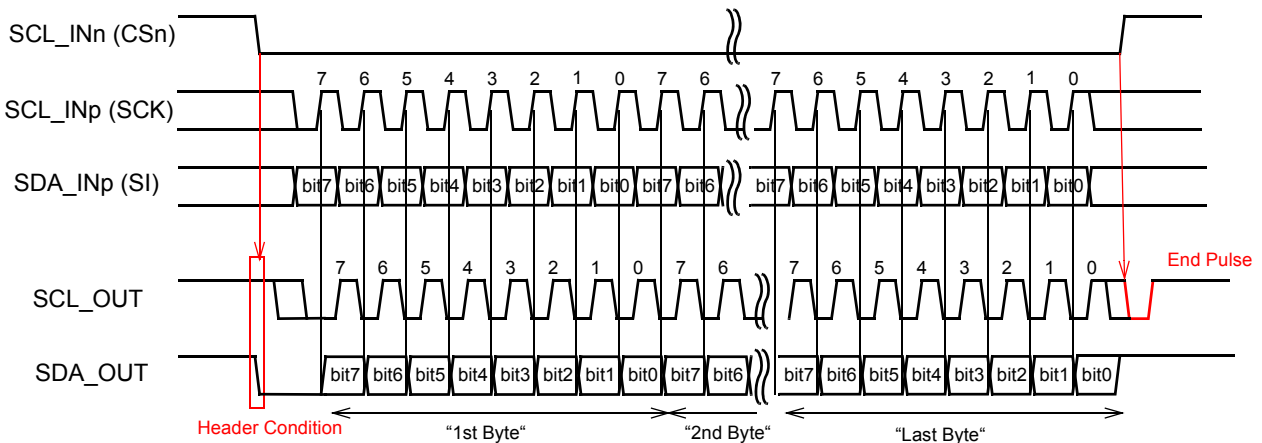 SCL_INn (CSn)
7 6 5 4 3 2 1 0 7 6 7 6 5 4 3 2 1 0
SCL_INp (SCK)
SDA_INp (SI) bit7 bit6 bit5 bit4 bit3 bit2 bit1 bit0 bit7 bit6 bit7 bit6 bit5 bit4 bit3 bit2 bit1 bit0
End Pulse
7 6 5 4 3 2 1 0 7 6 7 6 5 4 3 2 1 0
SCL_OUT
SDA_OUT bit7 bit6 bit5 bit4 bit3 bit2 bit1 bit0 bit7 bit6 bit7 bit6 bit5 bit4 bit3 bit2 bit1 bit0
Header Condition “1st Byte“ “2nd Byte“ “Last Byte“